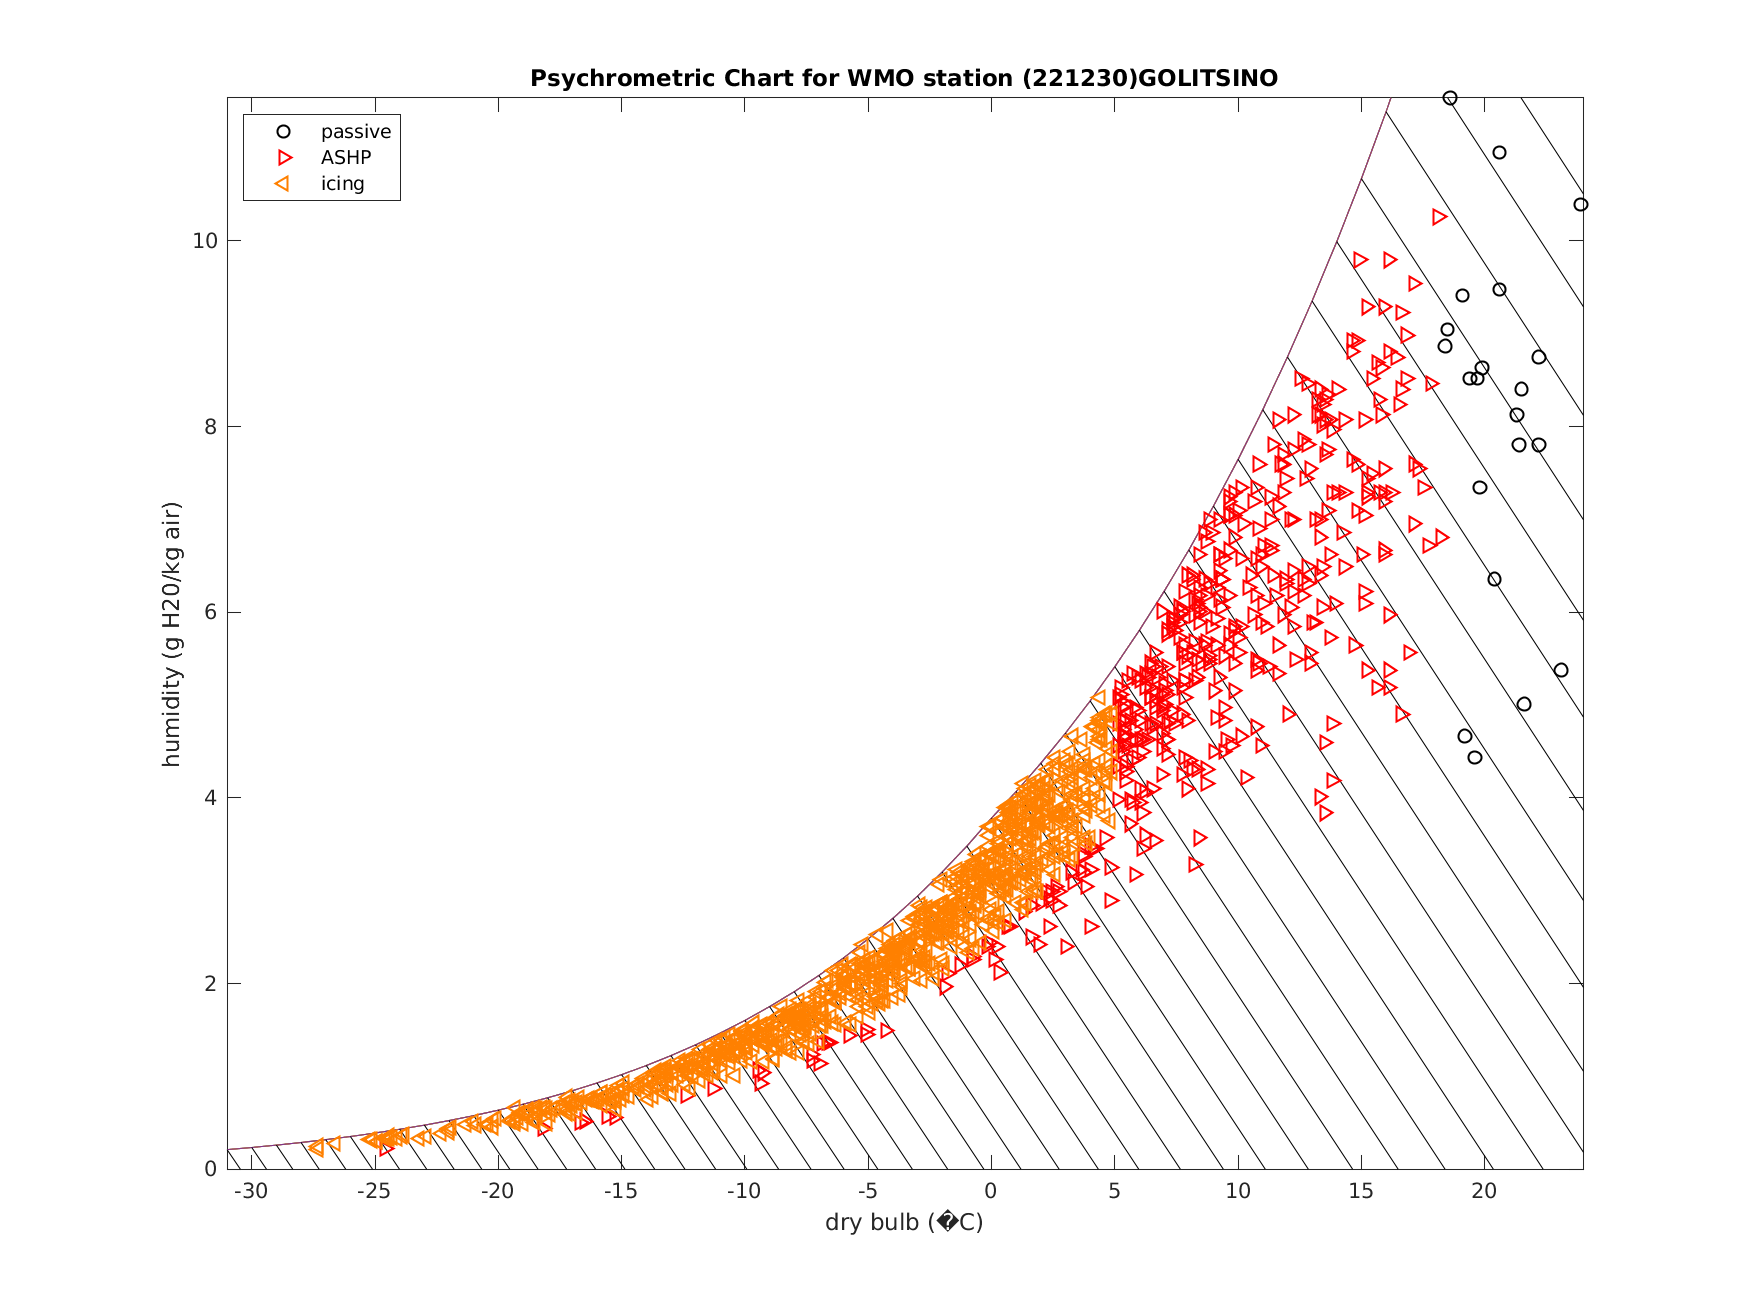 Psychrometric Chart for WMO station (221230)GOLITSINO
passive
ASHP
icing
humidity (g H20/kg air)
10
8
6
4
2
0
-30 -25 -20 -15 -10 -5 0 5 10 15 20
dry bulb (�C)